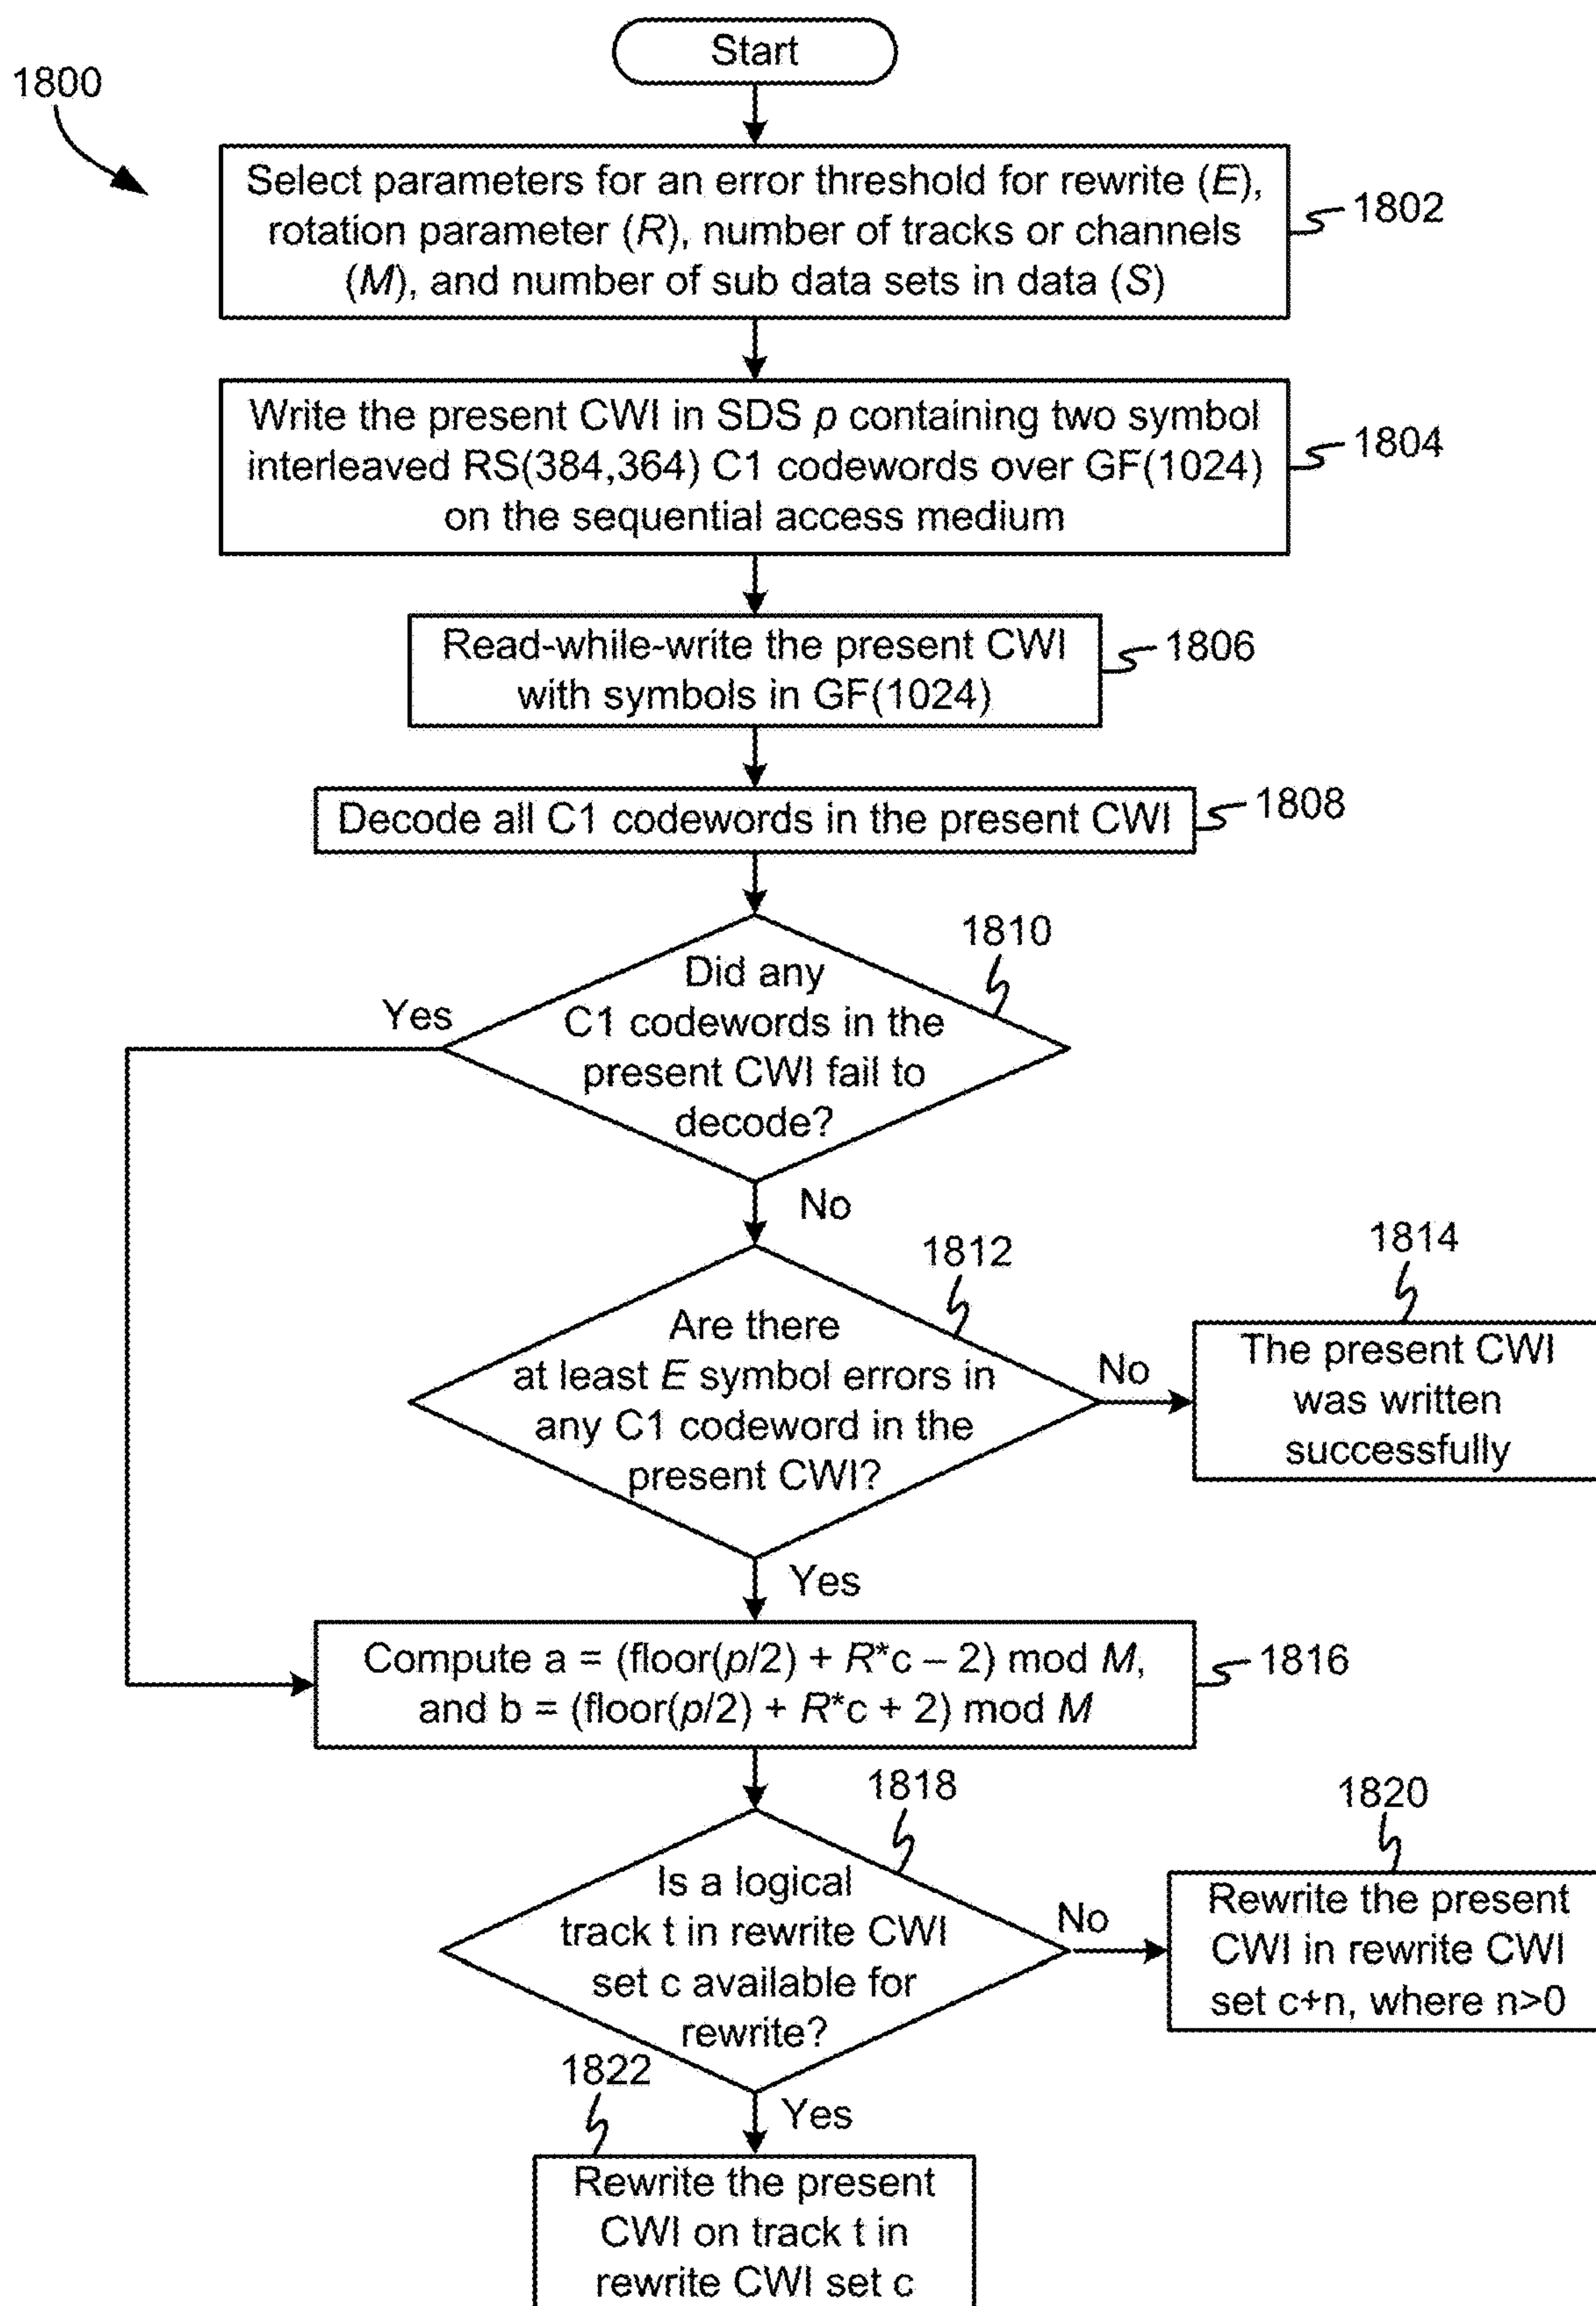 Start
1800
Select parameters for an error threshold for rewrite (E),
rotation parameter (R), number of tracks or channels
(M), and number of sub data sets in data (S)
1802
Write the present CWI in SDS p containing two symbol
interleaved RS(384,364) C1 codewords over GF(1024)
on the sequential access medium
1804
Read-while-write the present CWI
with symbols in GF(1024)
1806
Decode all C1 codewords in the present CWI
1808
1810
Did any
C1 codewords in the
present CWI fail to
decode?
Yes
No
1812
Are there
at least E symbol errors in
any C1 codeword in the
present CWI?
No
1814
The present CWI
was written
successfully
Yes
Compute a = (floor(p/2) + R*c – 2) mod M,
and b = (floor(p/2) + R*c + 2) mod M
1816
1818
Is a logical
track t in rewrite CWI
set c available for
rewrite?
No
1820
Rewrite the present
CWI in rewrite CWI
set c+n, where n>0
1822
Yes
Rewrite the present
CWI on track t in
rewrite CWI set c